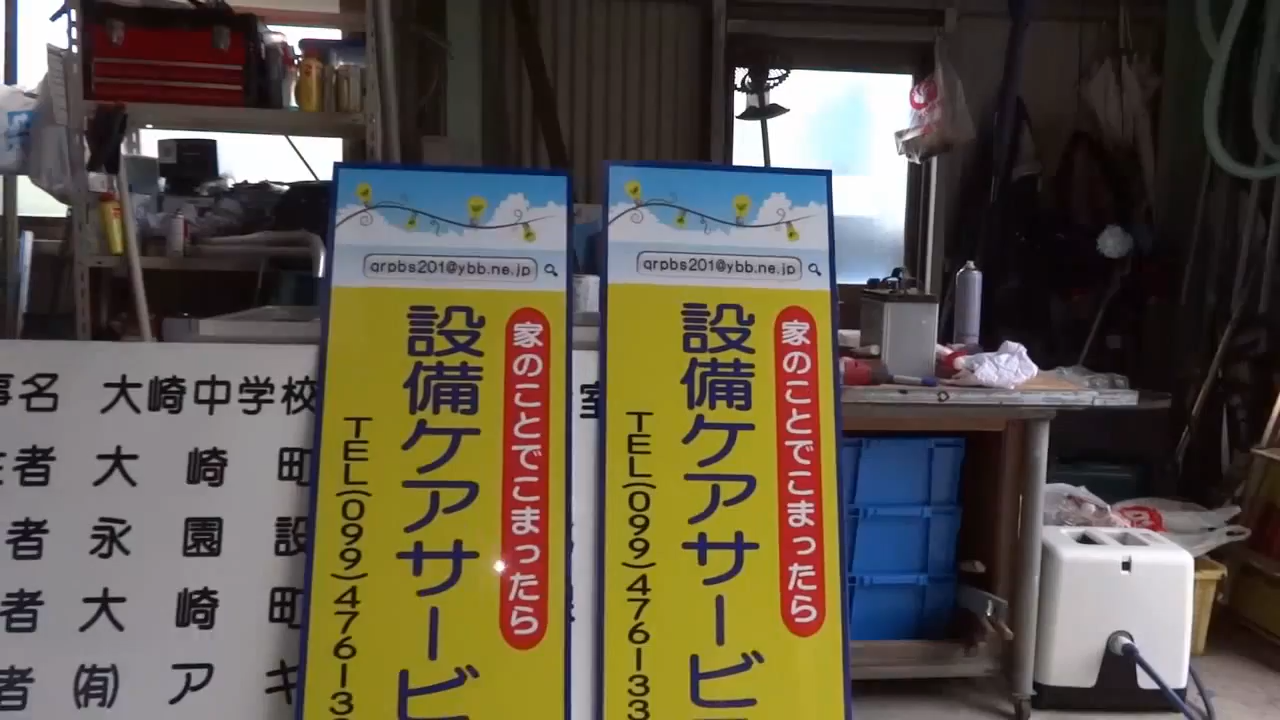 qrpbs201@ybb.ne.jp
家のことでこまったら
設備ケアサービ
TEL(099)476-33
qrpbs201@ybb.ne.jp
家のことでこまったら
設備ケアサービ
TEL(099)476-33
事名 大崎中学校
室
者 大崎町
者 永園設
者 大崎町
者 ㈲アキ